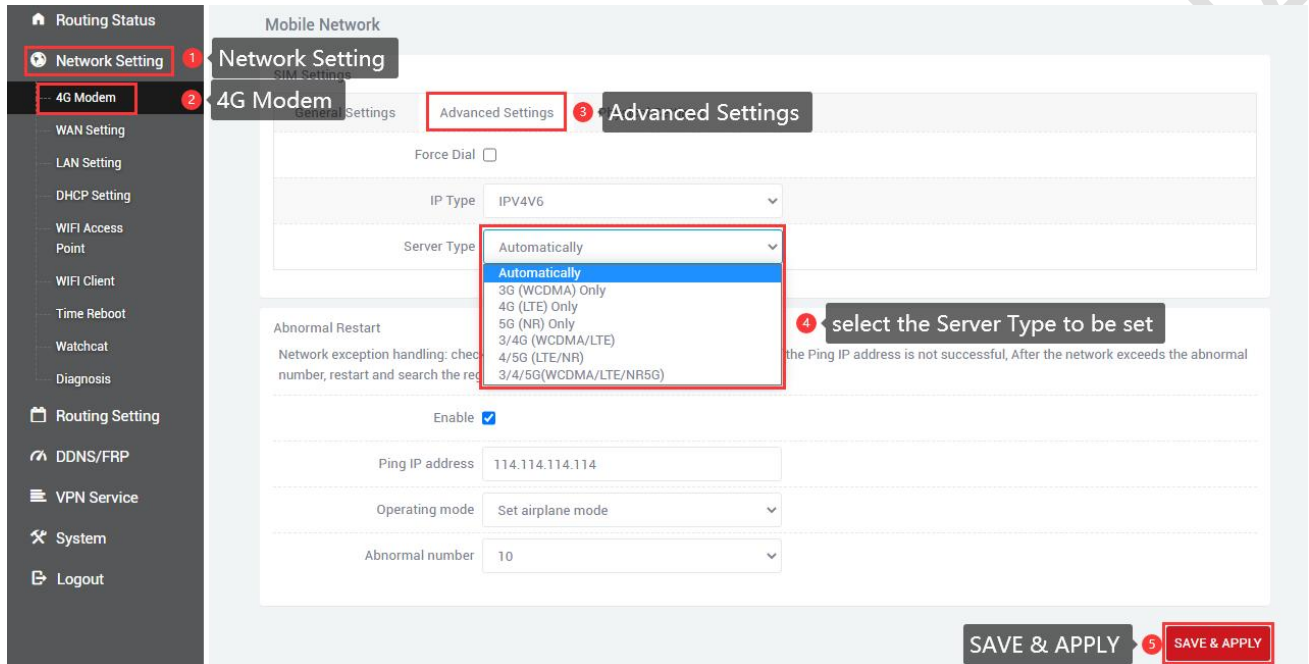 Routing Status
Network Setting
4G Modem
WAN Setting
LAN Setting
DHCP Setting
WIFI Access
Point
WIFI Client
Time Reboot
Watchcat
Diagnosis
Routing Setting
DDNS/FRP
VPN Service
System
Logout
Mobile Network
1 Network Setting
SIM Settings
2 4G Modem
General Settings
Advanced Settings
3 Advanced Settings
Force Dial
IP Type IPV4V6
Server Type Automatically
Automatically
3G (WCDMA) Only
4G (LTE) Only
5G (NR) Only
3/4G (WCDMA/LTE)
4/5G (LTE/NR)
3/4/5G(WCDMA/LTE/NR5G)
4 select the Server Type to be set
Abnormal Restart
Network exception handling: the Ping IP address is not successful, After the network exceeds the abnormal
number, restart and search the
Enable
Ping IP address 114.114.114.114
Operating mode Set airplane mode
Abnormal number 10
SAVE & APPLY 5 SAVE & APPLY